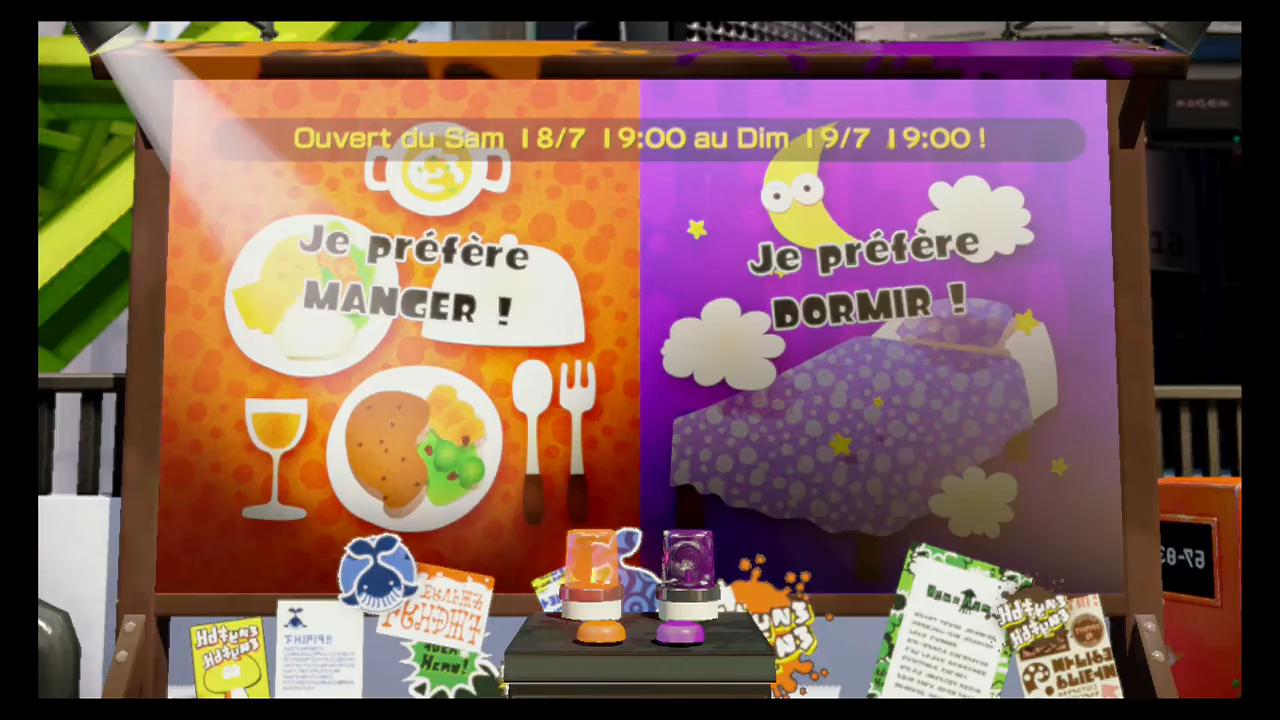 Ouvert du Sam 18/7 19:00 au Dim 19/7 19:00 !
Je préfère
MANGER !
Je préfère
DORMIR !